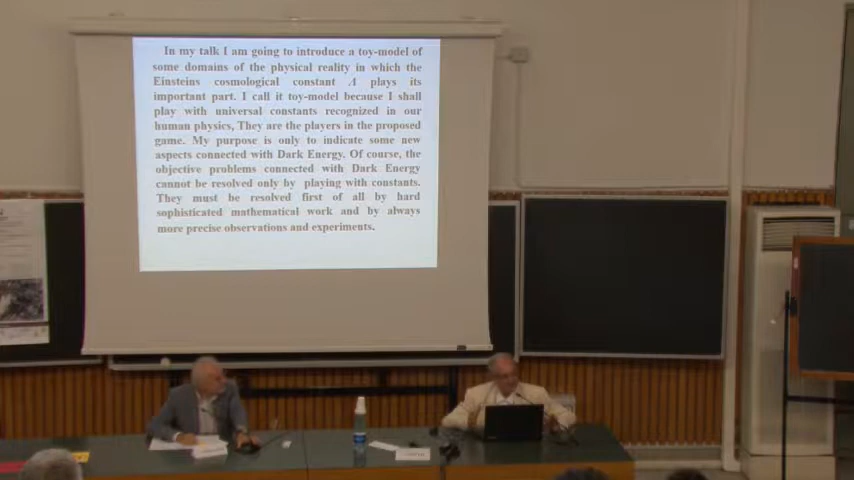 In my talk I am going to introduce a toy-model of
some domains of the physical reality in which the
Einsteins cosmological constant Λ plays its
important part. I call it toy-model because I shall
play with universal constants recognized in our
human physics, They are the players in the proposed
game. My purpose is only to indicate some new
aspects connected with Dark Energy. Of course, the
objective problems connected with Dark Energy
cannot be resolved only by playing with constants.
They must be resolved first of all by hard
sophisticated mathematical work and by always
more precise observations and experiments.